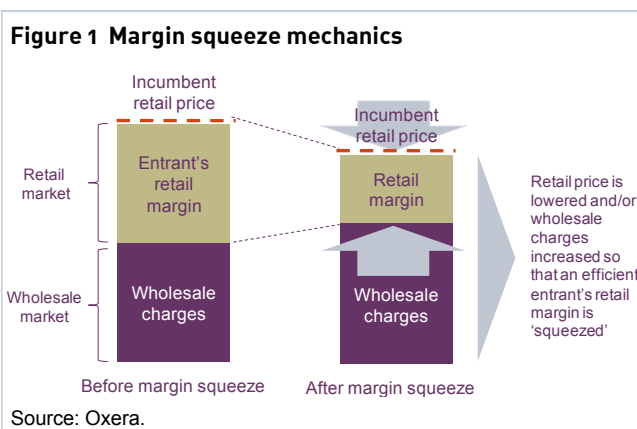 Figure 1 Margin squeeze mechanics
Incumbent
retail price
Retail
market
Entrant's
retail
margin
Wholesale
market
Wholesale
charges
Before margin squeeze
Incumbent
retail price
Retail
margin
Wholesale
charges
After margin squeeze
Retail price is
lowered and/or
wholesale
charges
increased so
that an efficient
entrant's retail
margin is
'squeezed'
Source: Oxera.